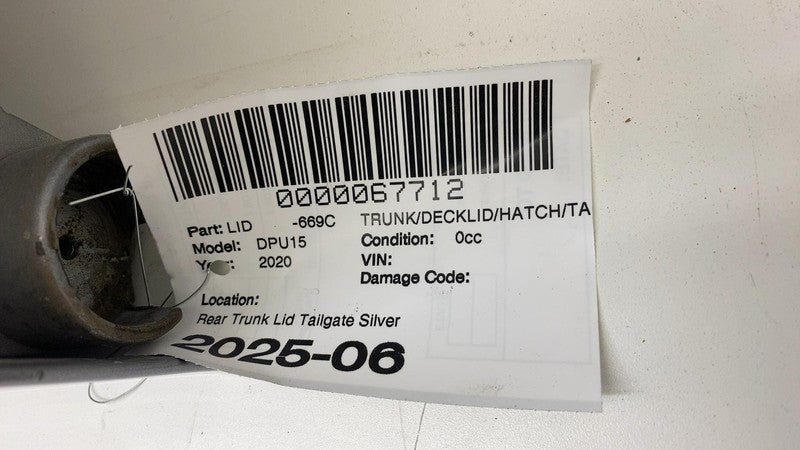 0000067712
Part: LID -669C TRUNK/DECKLID/HATCH/TA
Model: DPU15 Condition: 0cc
Year: 2020 VIN:
Damage Code:
Location:
Rear Trunk Lid Tailgate Silver
2025-06